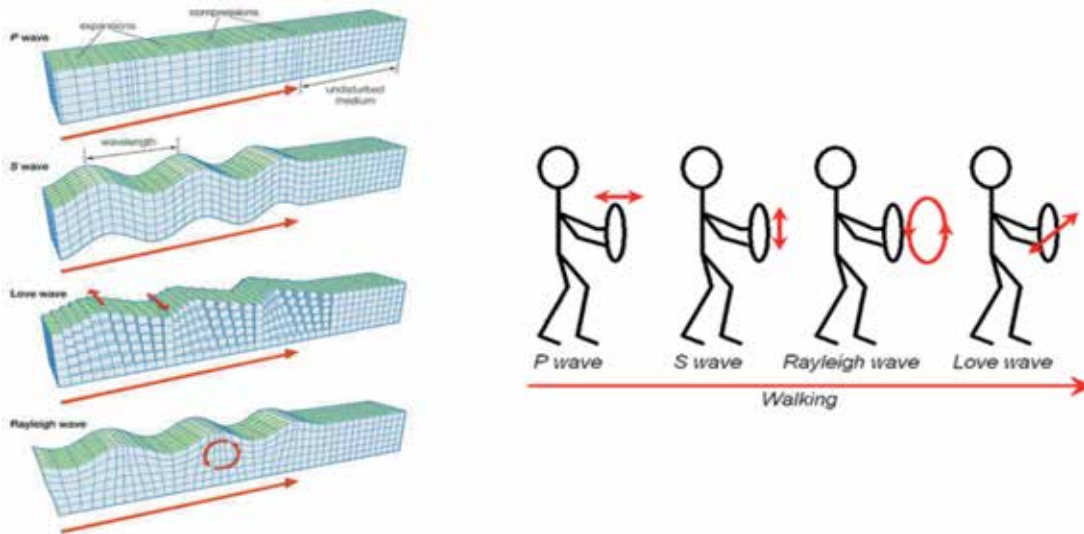 compressions
expansions
P wave
undisturbed
medium
wavelength
S wave
Love wave
Rayleigh wave
P wave
S wave
Rayleigh wave
Love wave
Walking